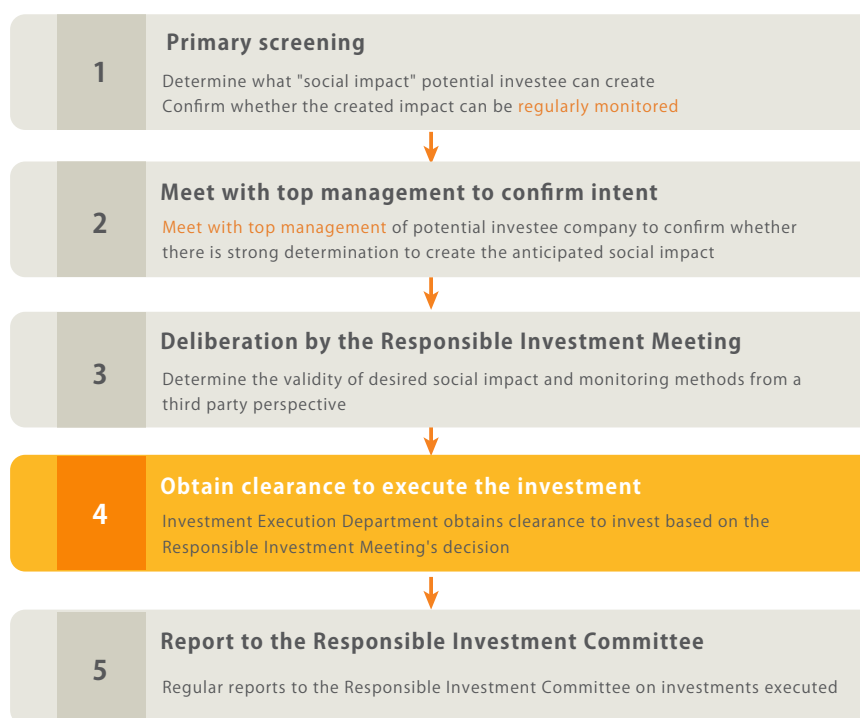 1
Primary screening
Determine what "social impact" potential investee can create
Confirm whether the created impact can be regularly monitored
2
Meet with top management to confirm intent
Meet with top management of potential investee company to confirm whether
there is strong determination to create the anticipated social impact
3
Deliberation by the Responsible Investment Meeting
Determine the validity of desired social impact and monitoring methods from a
third party perspective
4
Obtain clearance to execute the investment
Investment Execution Department obtains clearance to invest based on the
Responsible Investment Meeting's decision
5
Report to the Responsible Investment Committee
Regular reports to the Responsible Investment Committee on investments executed